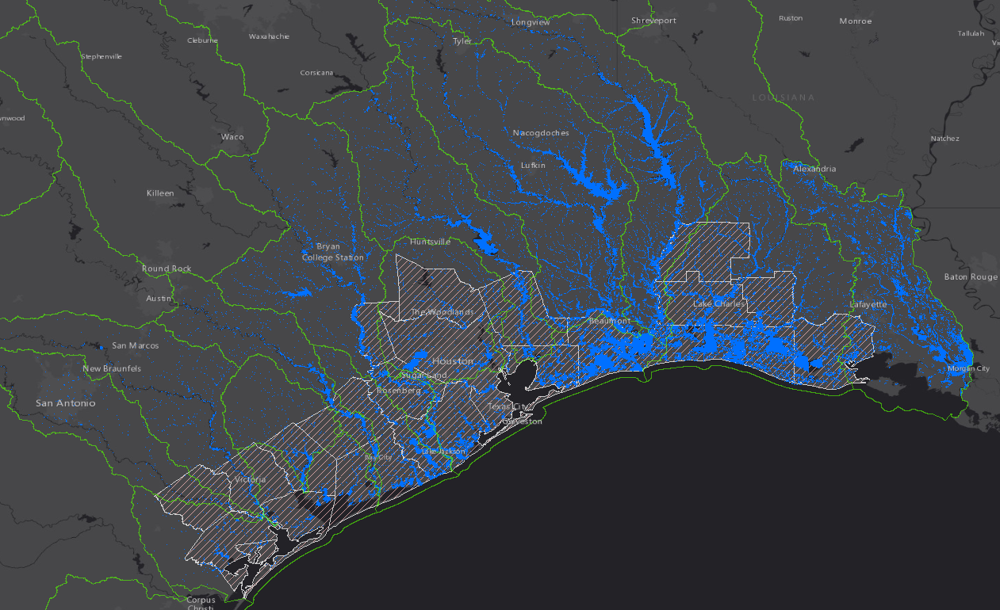 Longview
Shreveport
Ruston
Monroe
Tallulah
Cleburne
Waxahachie
Tyler
Stephenville
Corsicana
LOUISIANA
Waco
Nacogdoches
Natchez
Lufkin
Alexandria
Killeen
Huntsville
Bryan
College Station
Round Rock
Baton Rouge
Austin
The Woodlands
Lake Charles
Lafayette
Beaumont
San Marcos
New Braunfels
Houston
Sugar Land
Morgan City
Rosenberg
San Antonio
Texas City
Galveston
Lake Jackson
Bay City
Victoria
Corpus
Christi